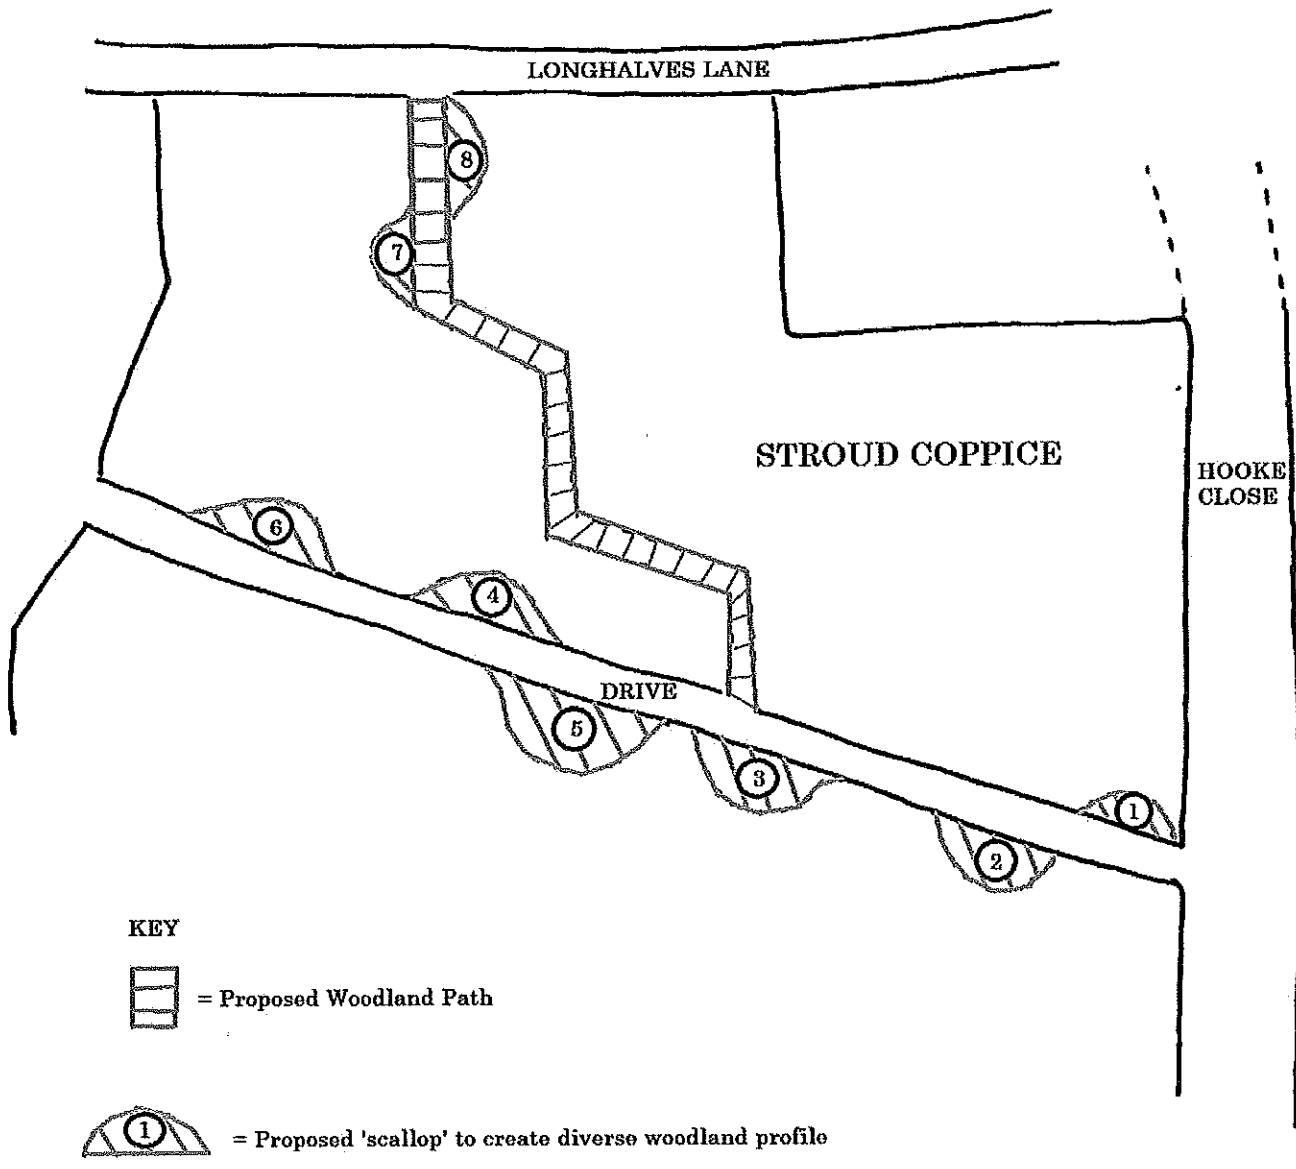 LONGHALVES LANE
8
7
STROUD COPPICE
HOOKE
CLOSE
6
4
DRIVE
5
3
1
2
KEY
= Proposed Woodland Path
1
= Proposed 'scallop' to create diverse woodland profile